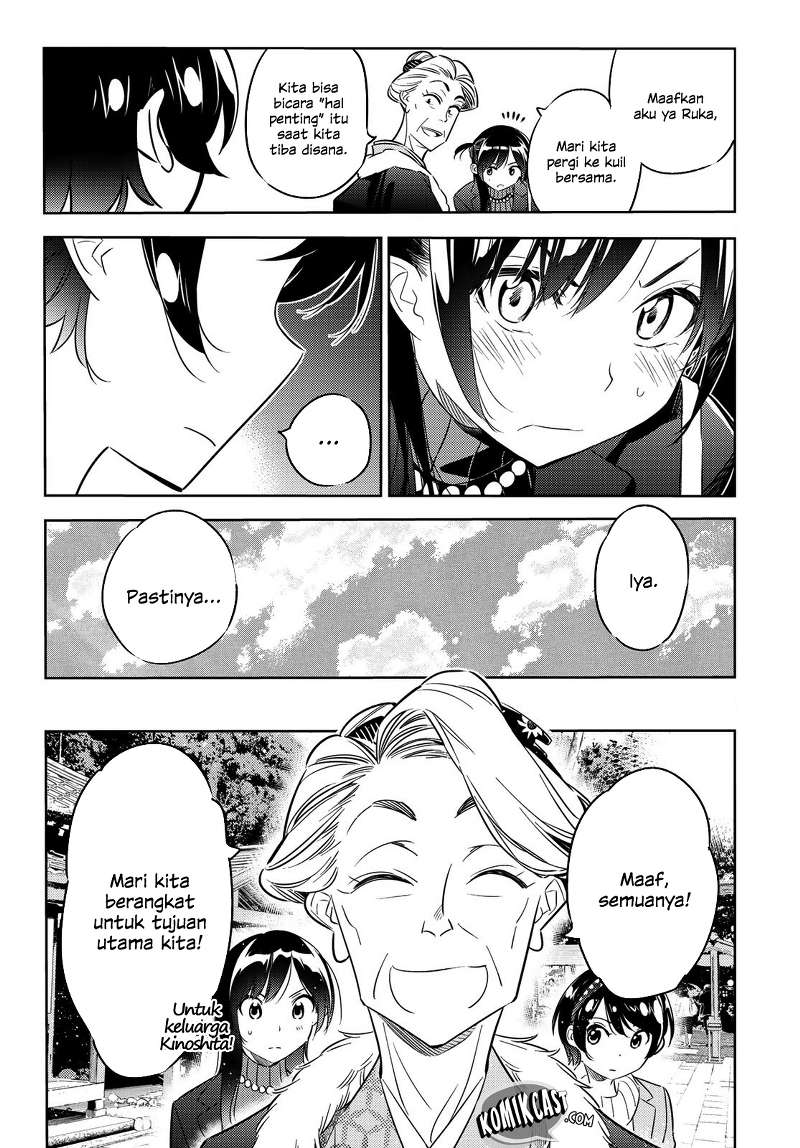 Maafkan
aku ya Ruka,
Mari kita
pergi ke kuil
bersama.
Kita bisa
bicara "hal
penting" itu
saat kita
tiba disana.
...
Iya.
Pastinya...
Maaf,
semuanya!
Mari kita
berangkat
untuk tujuan
utama kita!
Untuk
keluarga
Kinoshita!
KOMIKCAST.COM